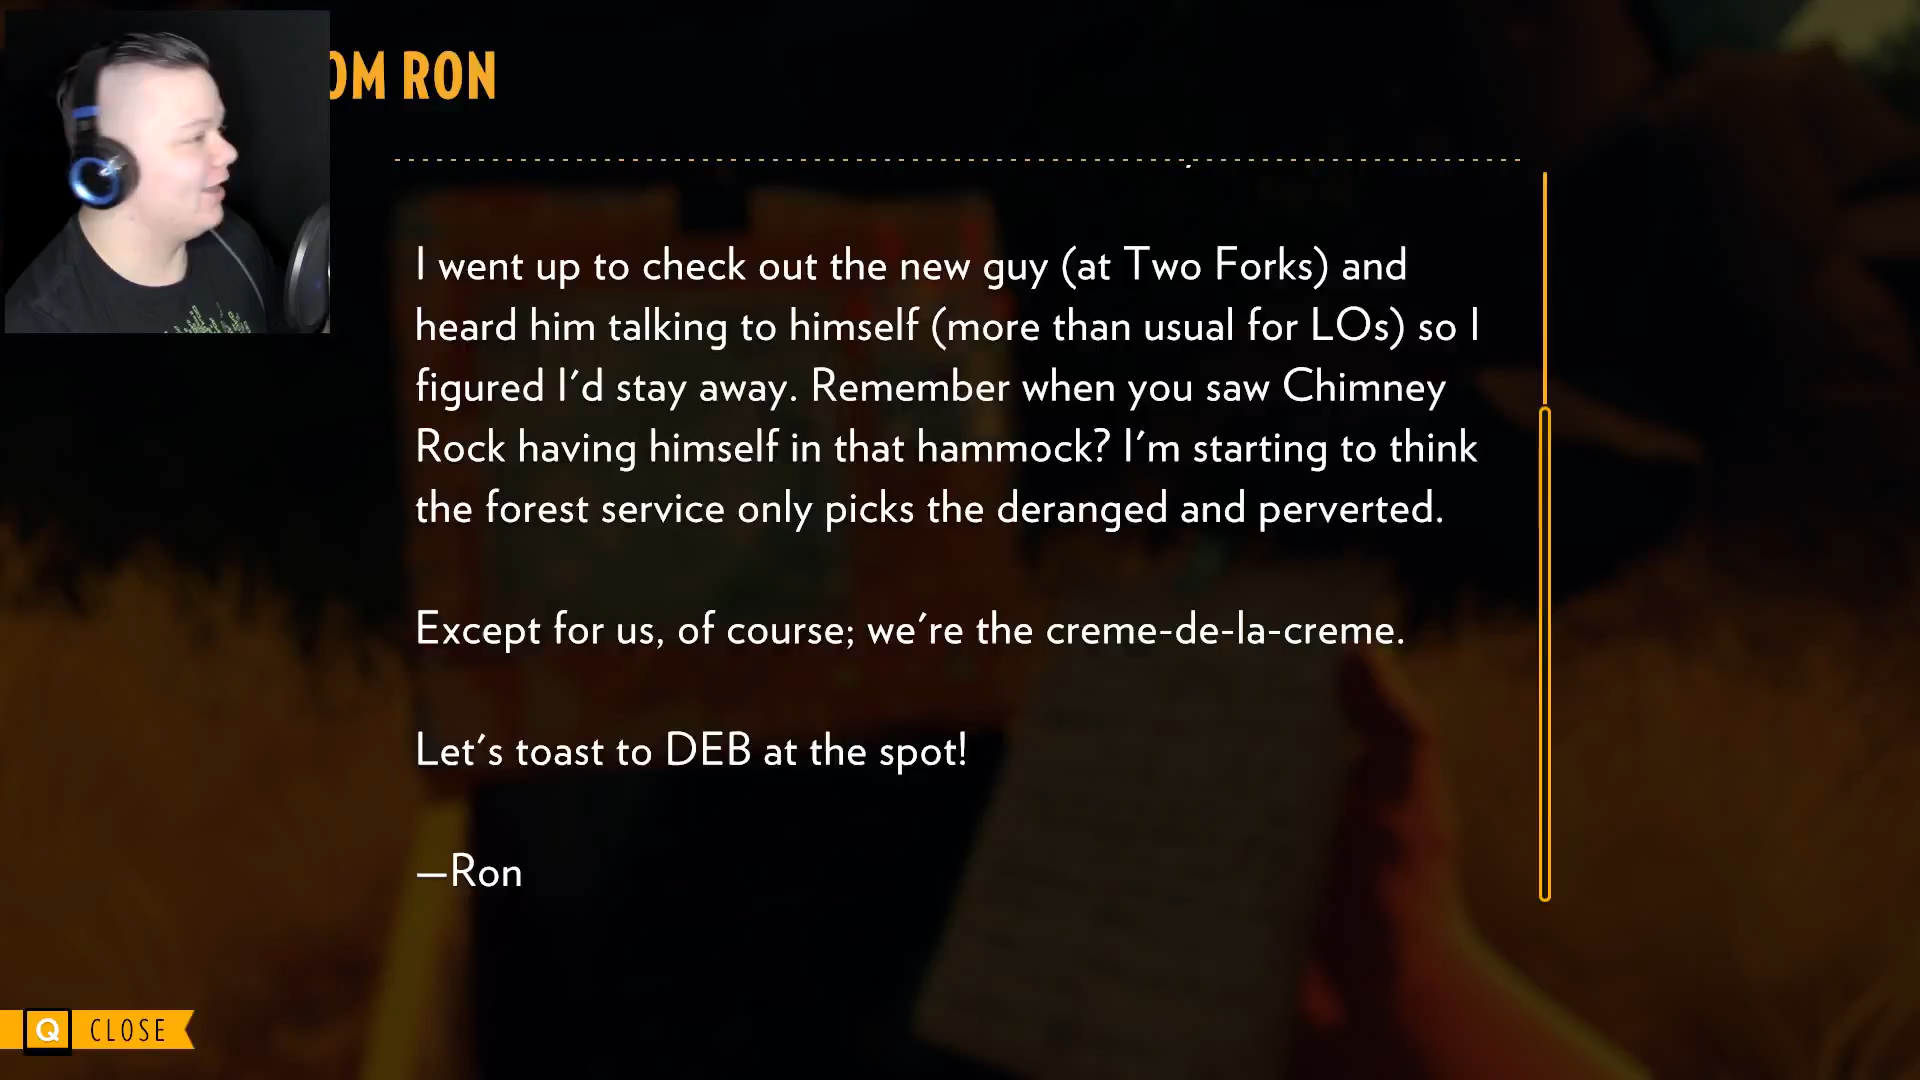 OM RON
I went up to check out the new guy (at Two Forks) and
heard him talking to himself (more than usual for LOs) so I
figured I'd stay away. Remember when you saw Chimney
Rock having himself in that hammock? I'm starting to think
the forest service only picks the deranged and perverted.
Except for us, of course; we're the creme-de-la-creme.
Let's toast to DEB at the spot!
—Ron
Q CLOSE